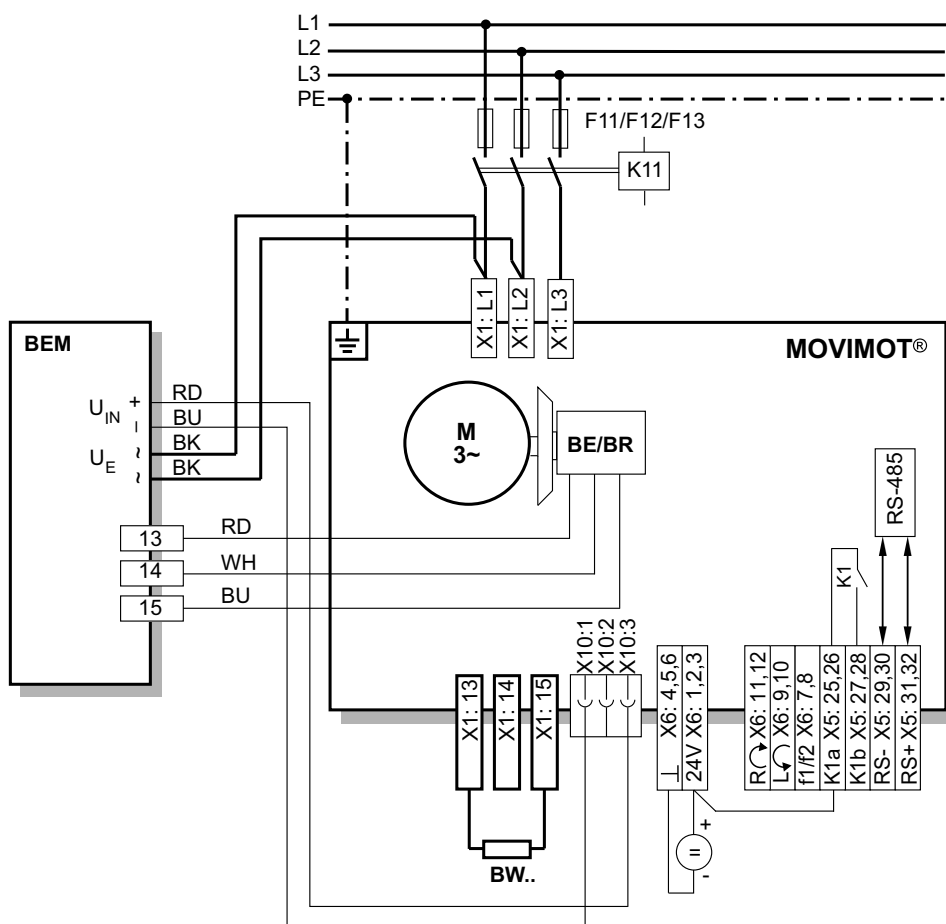 L1
L2
L3
PE
F11/F12/F13
K11
X1: L1
X1: L2
X1: L3
BEM
MOVIMOT®
U_IN + RD
− BU
U_E ~ BK
~ BK
M
3~
BE/BR
RS-485
13 RD
14 WH
15 BU
K1
X10:1
X10:2
X10:3
X1: 13
X1: 14
X1: 15
⊥ X6: 4,5,6
24V X6: 1,2,3
R X6: 11,12
L X6: 9,10
f1/f2 X6: 7,8
K1a X5: 25,26
K1b X5: 27,28
RS- X5: 29,30
RS+ X5: 31,32
+
=
-
BW..